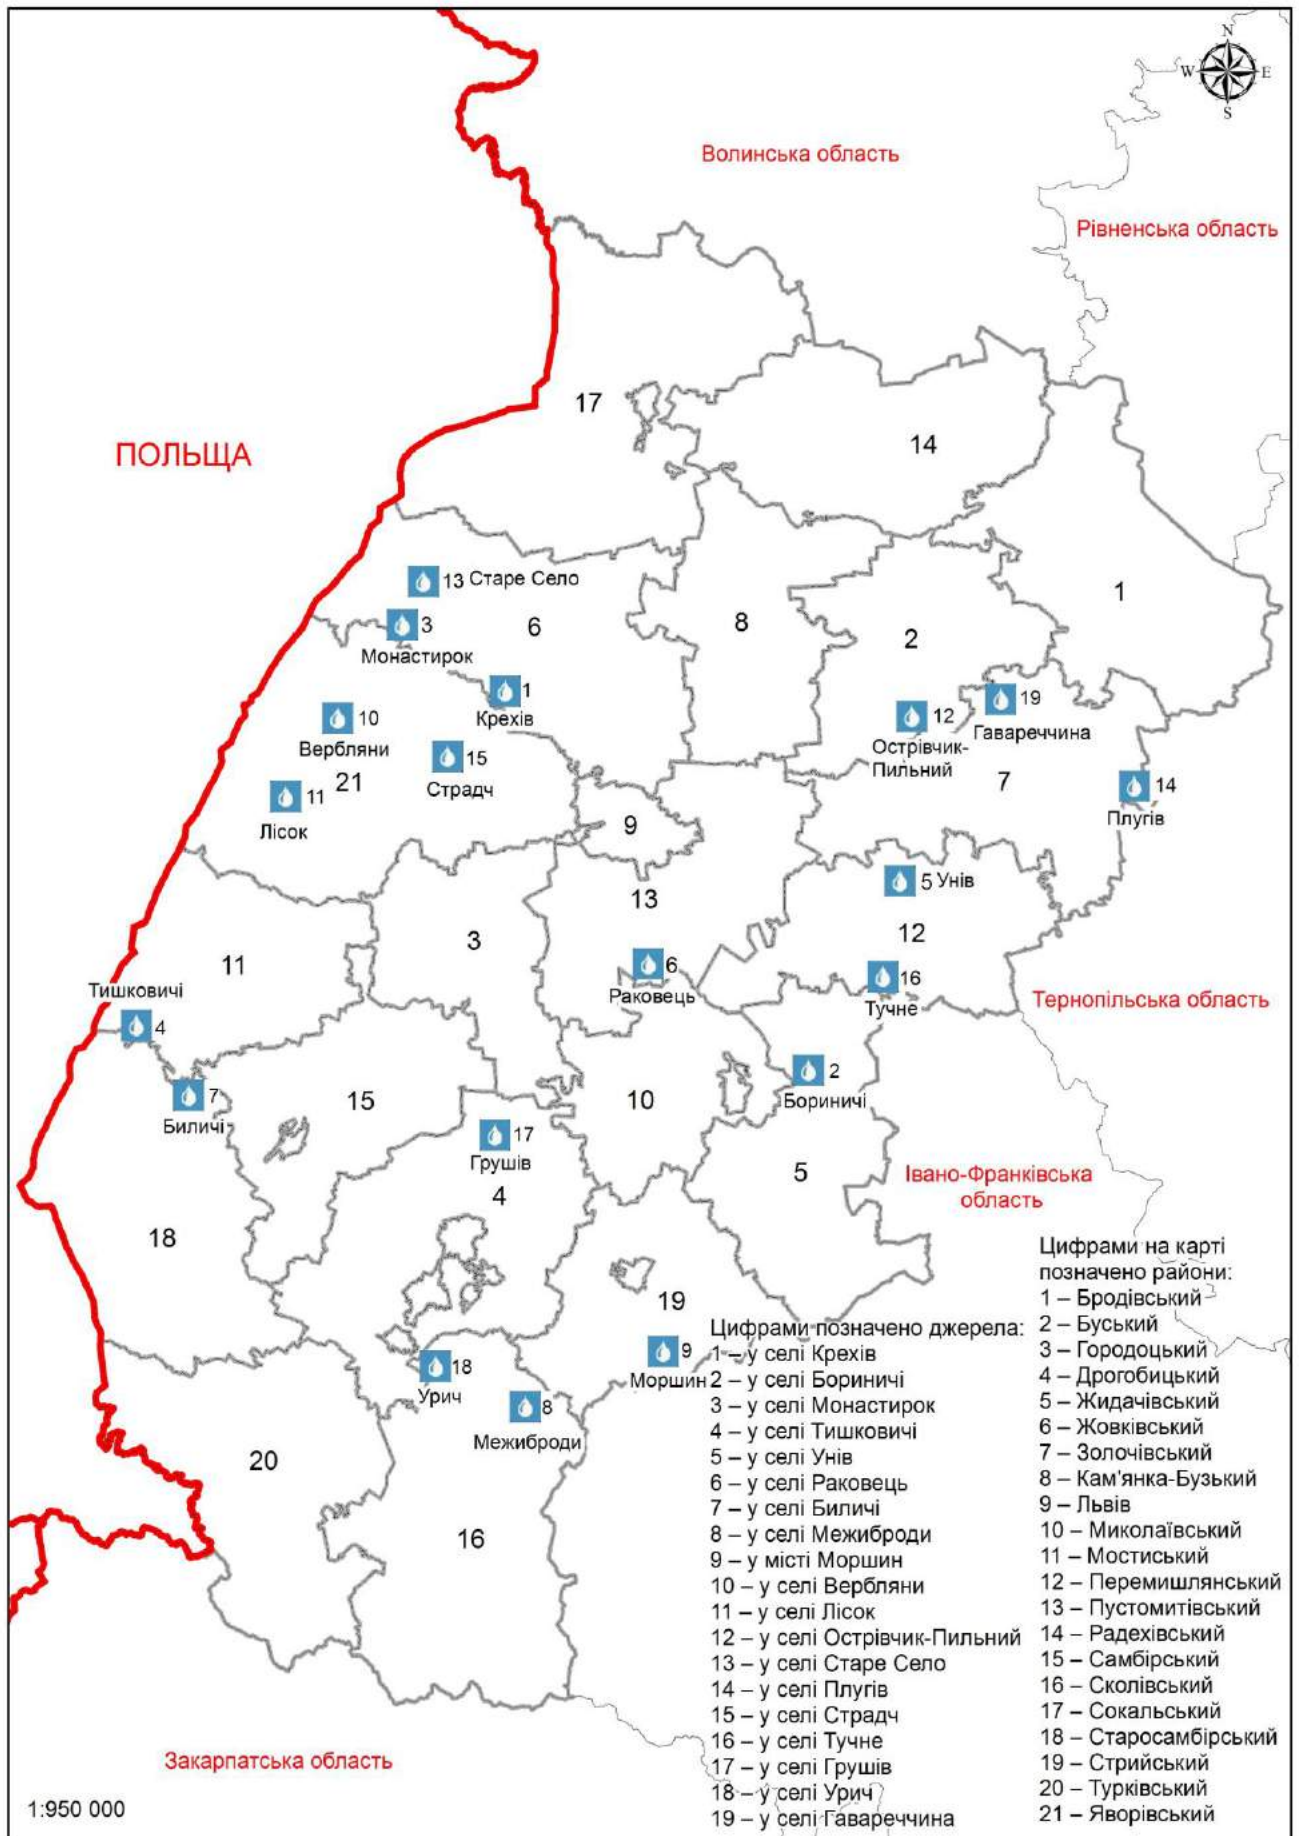 N
W E
S
Волинська область
Рівненська область
17
ПОЛЬЩА
14
13 Старе Село
1
3
6
8
2
Монастирок
1
Крехів
19
Гавареччина
10
Вербляни
12
Острівчик-
Пильний
15
Страдч
21
7
14
Плугів
11
Лісок
9
5 Унів
13
12
3
11
6
Раковець
16
Тучне
Тернопільська область
Тишковичі
4
2
Бориничі
7
Биличі
15
10
17
Грушів
4
5
Івано-Франківська
область
18
19
9
Моршин
18
Урич
8
Межиброди
20
16
Закарпатська область
1:950 000
Цифрами позначено джерела:
1 – у селі Крехів
2 – у селі Бориничі
3 – у селі Монастирок
4 – у селі Тишковичі
5 – у селі Унів
6 – у селі Раковець
7 – у селі Биличі
8 – у селі Межиброди
9 – у місті Моршин
10 – у селі Вербляни
11 – у селі Лісок
12 – у селі Острівчик-Пильний
13 – у селі Старе Село
14 – у селі Плугів
15 – у селі Страдч
16 – у селі Тучне
17 – у селі Грушів
18 – у селі Урич
19 – у селі Гавареччина
Цифрами на карті
позначено райони:
1 – Бродівський
2 – Буський
3 – Городоцький
4 – Дрогобицький
5 – Жидачівський
6 – Жовківський
7 – Золочівський
8 – Кам'янка-Бузький
9 – Львів
10 – Миколаївський
11 – Мостиський
12 – Перемишлянський
13 – Пустомитівський
14 – Радехівський
15 – Самбірський
16 – Сколівський
17 – Сокальський
18 – Старосамбірський
19 – Стрийський
20 – Турківський
21 – Яворівський